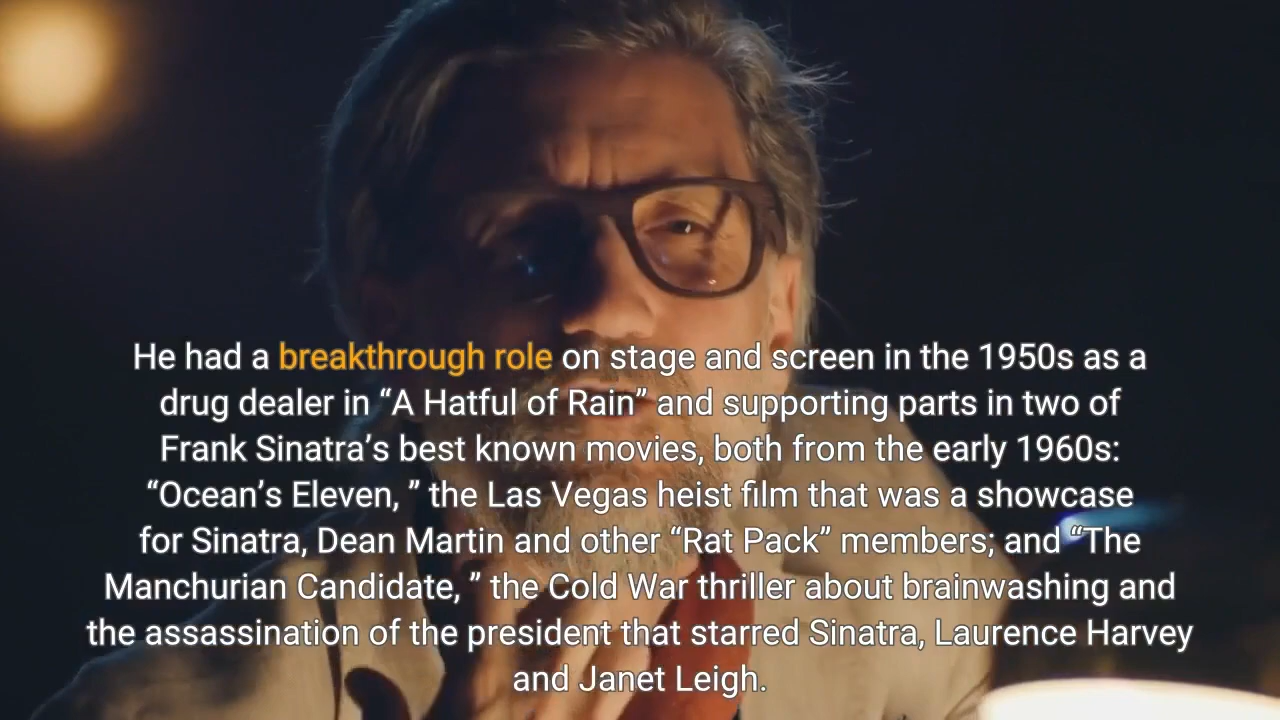 He had a breakthrough role on stage and screen in the 1950s as a
drug dealer in “A Hatful of Rain” and supporting parts in two of
Frank Sinatra’s best known movies, both from the early 1960s:
“Ocean’s Eleven, ” the Las Vegas heist film that was a showcase
for Sinatra, Dean Martin and other “Rat Pack” members; and “The
Manchurian Candidate, ” the Cold War thriller about brainwashing and
the assassination of the president that starred Sinatra, Laurence Harvey
and Janet Leigh.